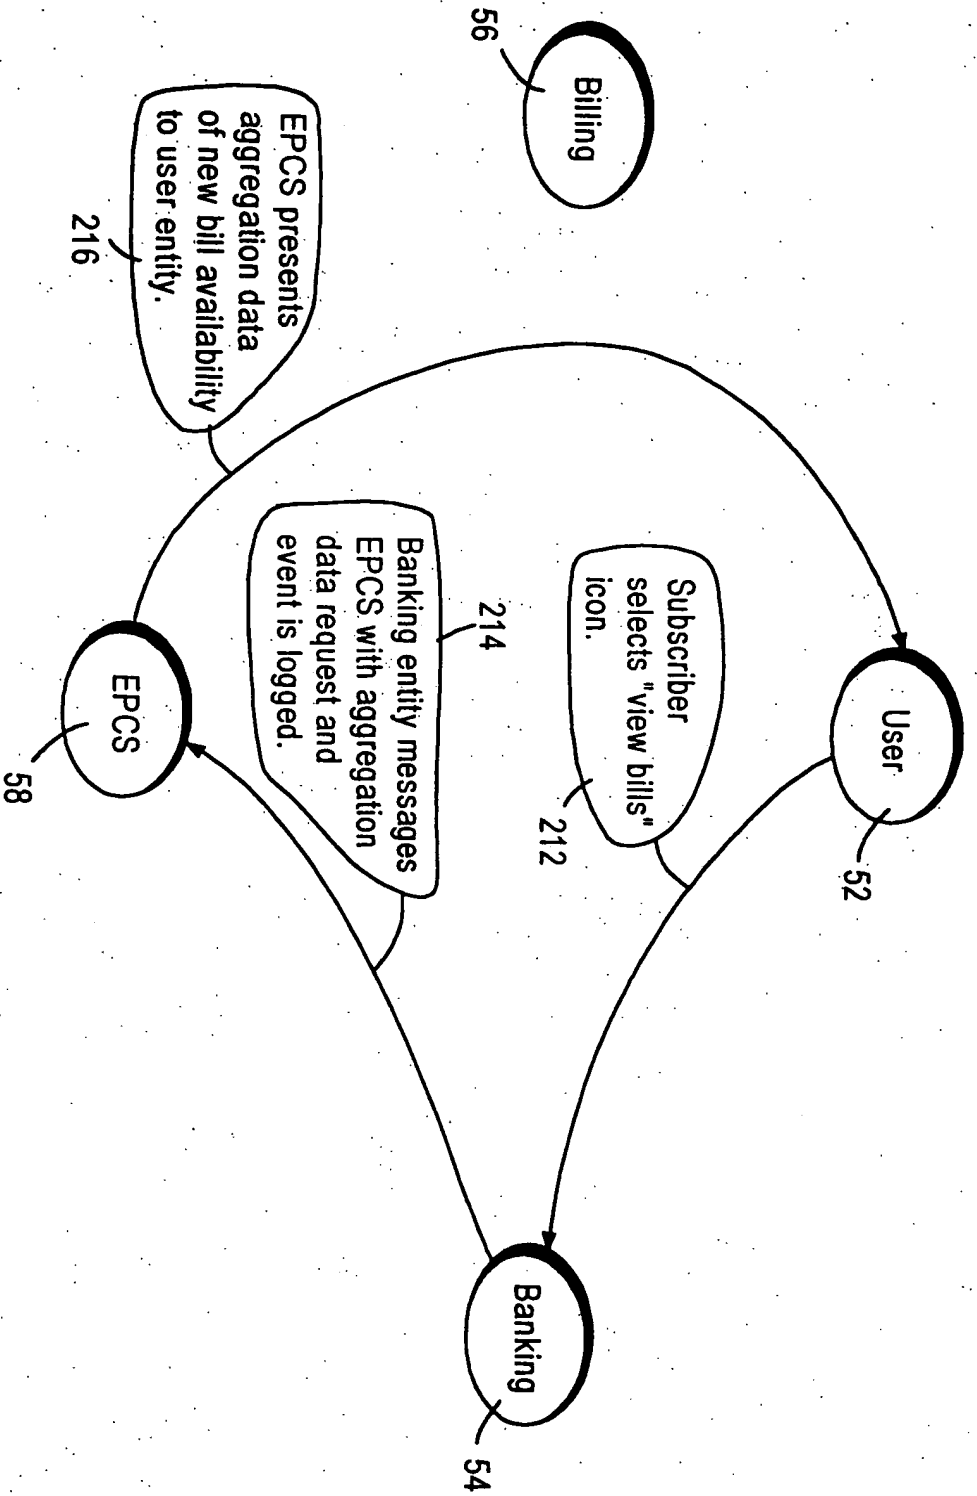 User
52
Subscriber
selects "view bills"
icon.
212
Billing
56
Banking
54
214
Banking entity messages
EPCS with aggregation
data request and
event is logged.
EPCS presents
aggregation data
of new bill availability
to user entity.
216
EPCS
58